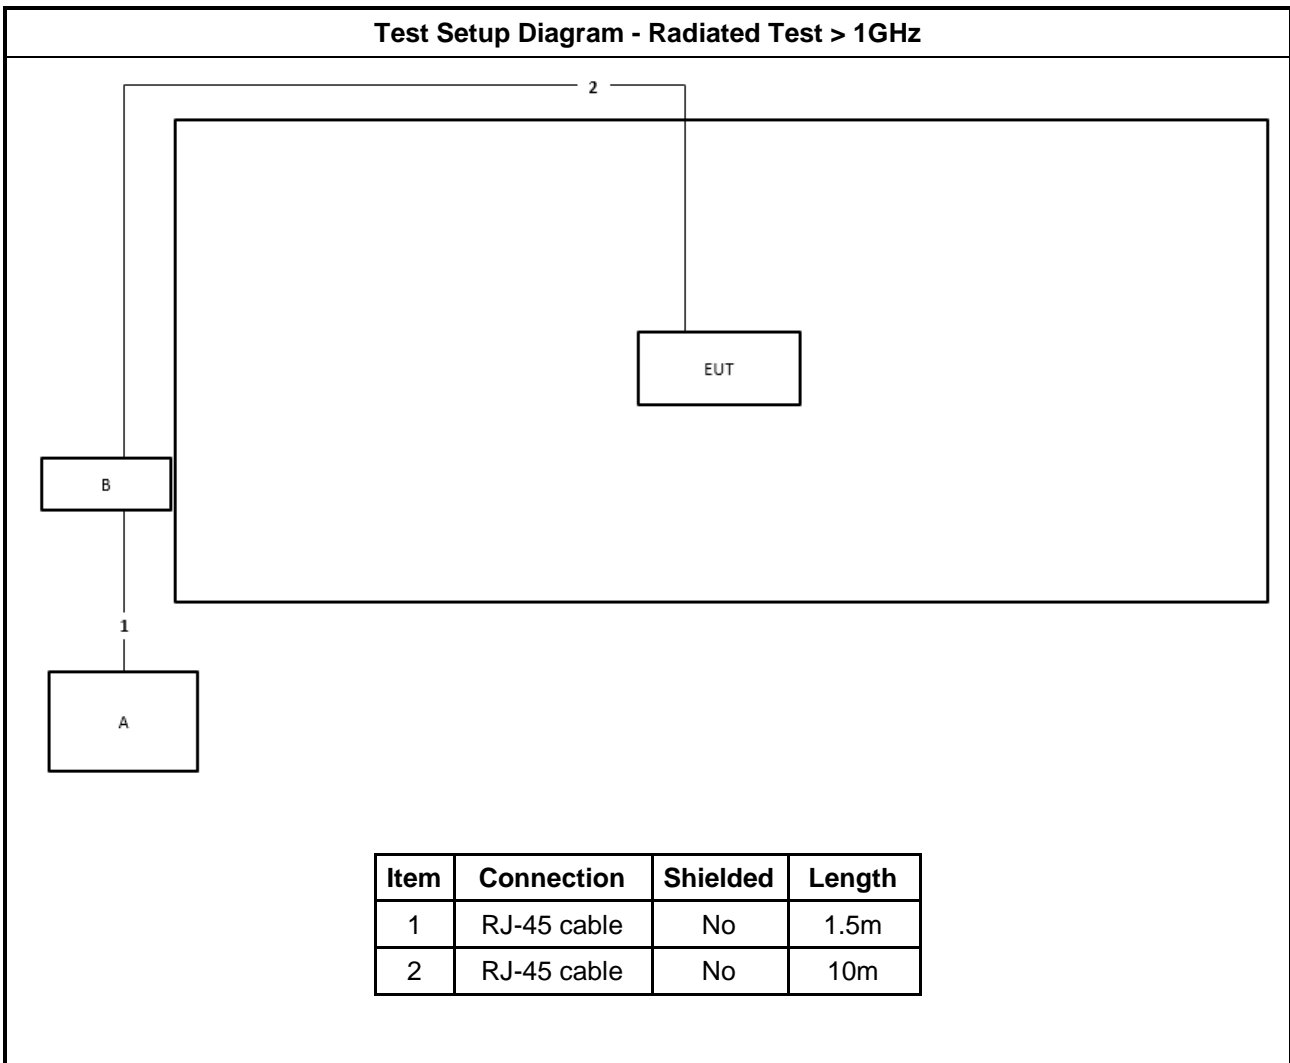 Test Setup Diagram - Radiated Test > 1GHz
2
EUT
B
1
A
Item Connection Shielded Length
1 RJ-45 cable No 1.5m
2 RJ-45 cable No 10m